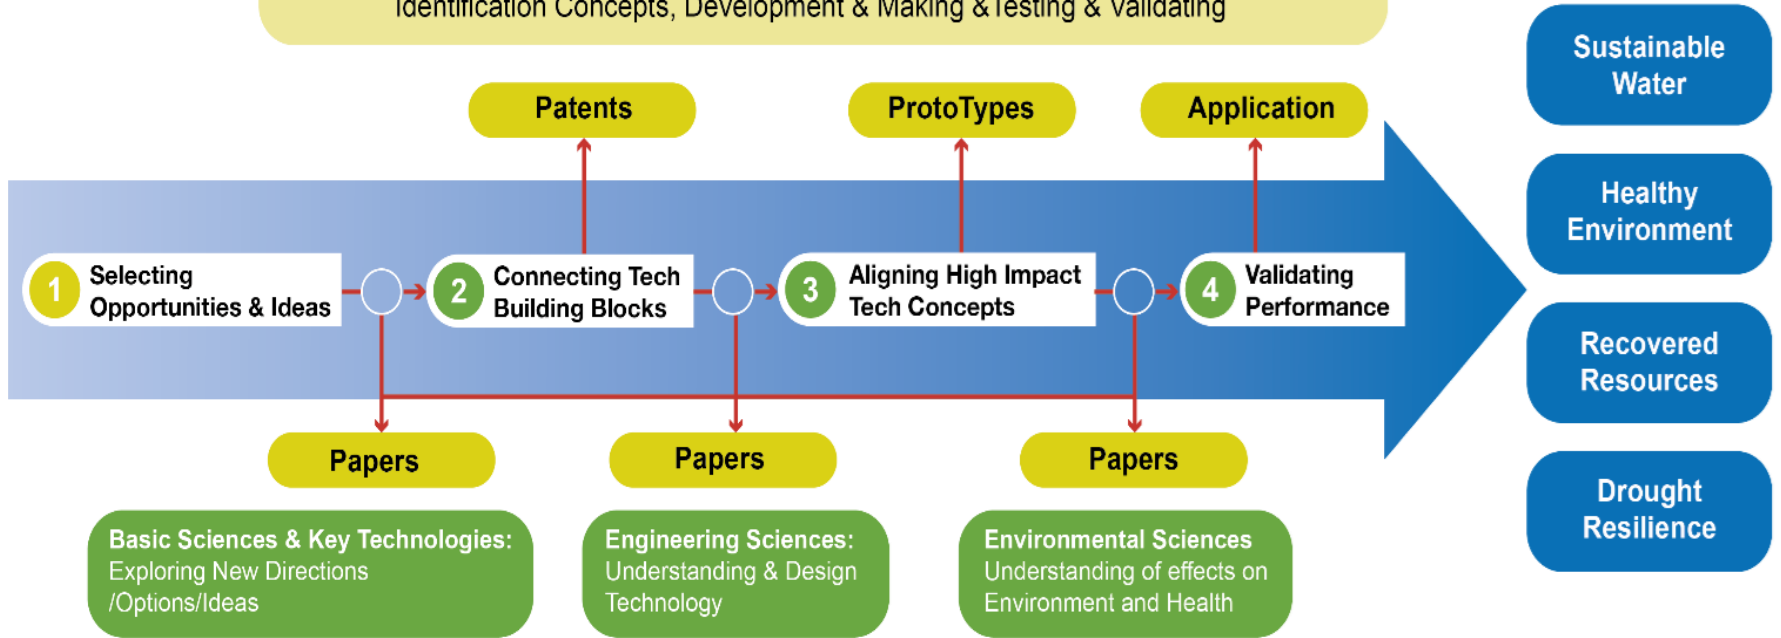 Identification Concepts, Development & Making &Testing & Validating
Sustainable
Water
Patents
ProtoTypes
Application
Healthy
Environment
1
Selecting
Opportunities & Ideas
2
Connecting Tech
Building Blocks
3
Aligning High Impact
Tech Concepts
4
Validating
Performance
Recovered
Resources
Papers
Papers
Papers
Drought
Resilience
Basic Sciences & Key Technologies:
Exploring New Directions
/Options/Ideas
Engineering Sciences:
Understanding & Design
Technology
Environmental Sciences
Understanding of effects on
Environment and Health